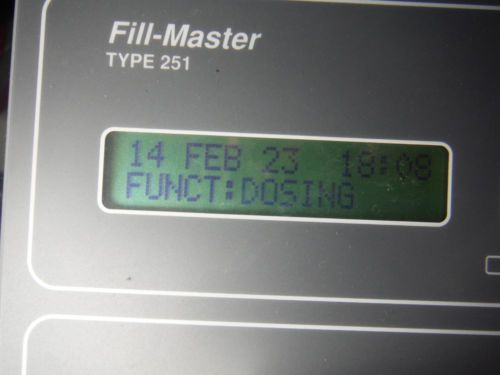 Fill-Master
TYPE 251
14 FEB 23 18:08
FUNCT:DOSING